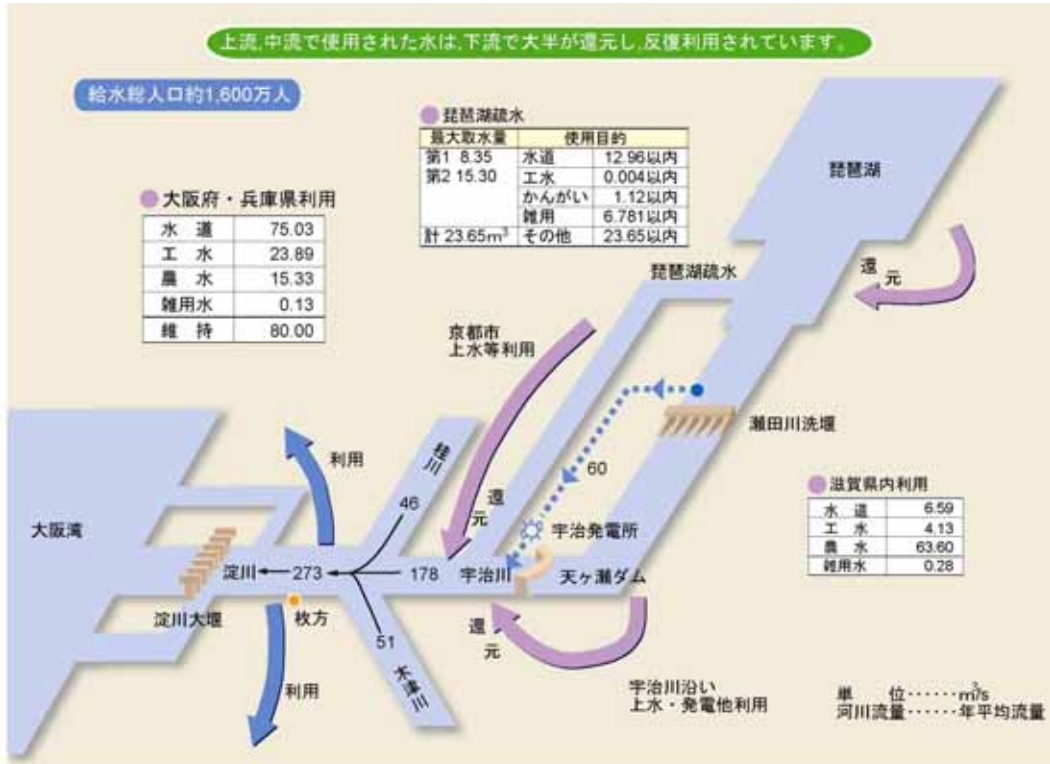 上流,中流で使用された水は,下流で大半が還元し,反復利用されています。
給水総人口約1,600万人
琵琶湖疏水
最大取水量 使用目的
第1 8.35 水道 12.96以内
第2 15.30 工水 0.004以内
かんがい 1.12以内
雑用 6.781以内
計 23.65m³ その他 23.65以内
大阪府・兵庫県利用
水 道 75.03
工 水 23.89
農 水 15.33
雑用水 0.13
維 持 80.00
琵琶湖
還元
琵琶湖疏水
京都市
上水等利用
瀬田川洗堰
60
滋賀県内利用
水 道 6.59
工 水 4.13
農 水 63.60
雑用水 0.28
利用
桂川
46
還元
宇治発電所
大阪湾
淀川
273
178
宇治川
天ヶ瀬ダム
淀川大堰
枚方
51
木津川
還元
利用
宇治川沿い
上水・発電他利用
単 位‥‥‥m³/s
河川流量‥‥‥年平均流量